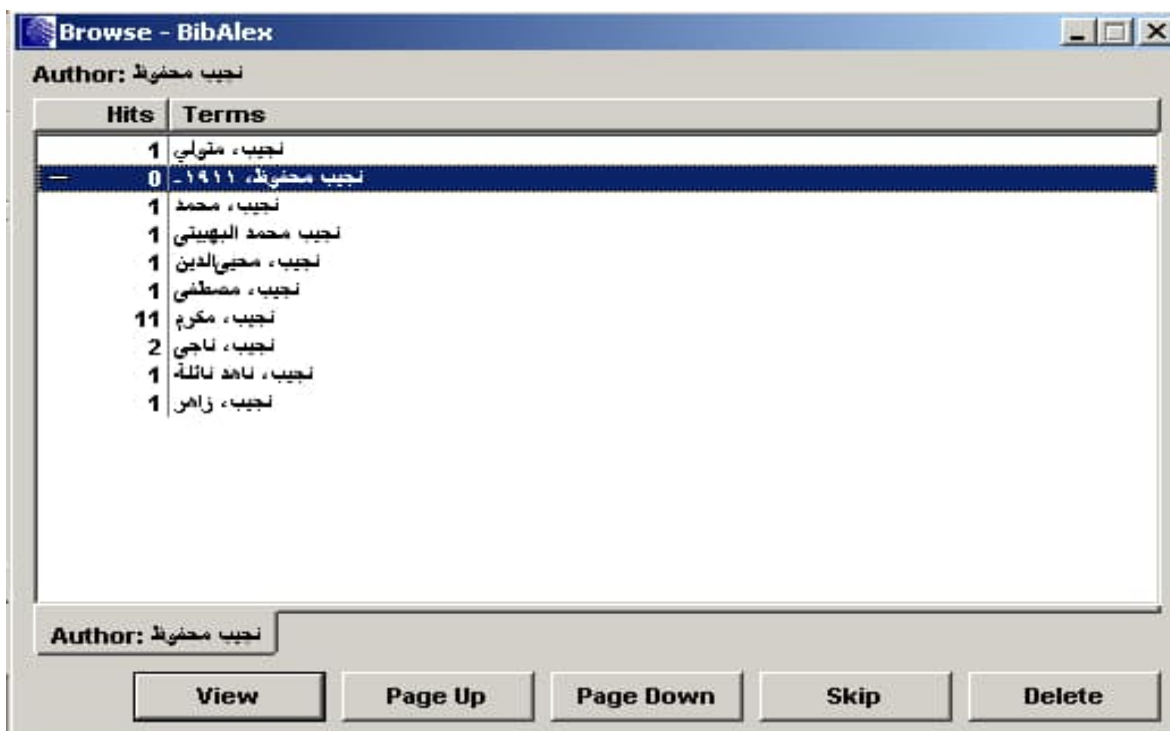 Browse - BibAlex
Author: نجيب محفوظ
Hits Terms
1 نجيب، متولي
0 نجيب محفوظ، ١٩١١-
1 نجيب، محمد
1 نجيب محمد البهبيتى
1 نجيب، محيي‌الدين
1 نجيب، مصطفى
11 نجيب، مكرم
2 نجيب، ناجى
1 نجيب، ناهد نائلة
1 نجيب، زاهر
Author: نجيب محفوظ
View Page Up Page Down Skip Delete